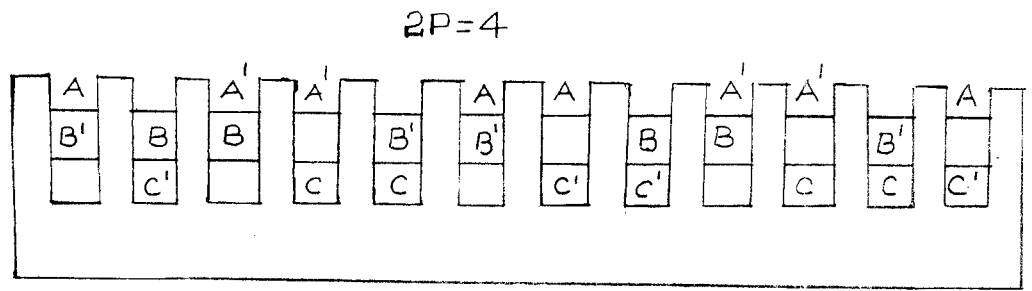 2P=4
A A' A' A A A' A' A
B' B B B' B' B B B'
C' C C C' C' C C C'